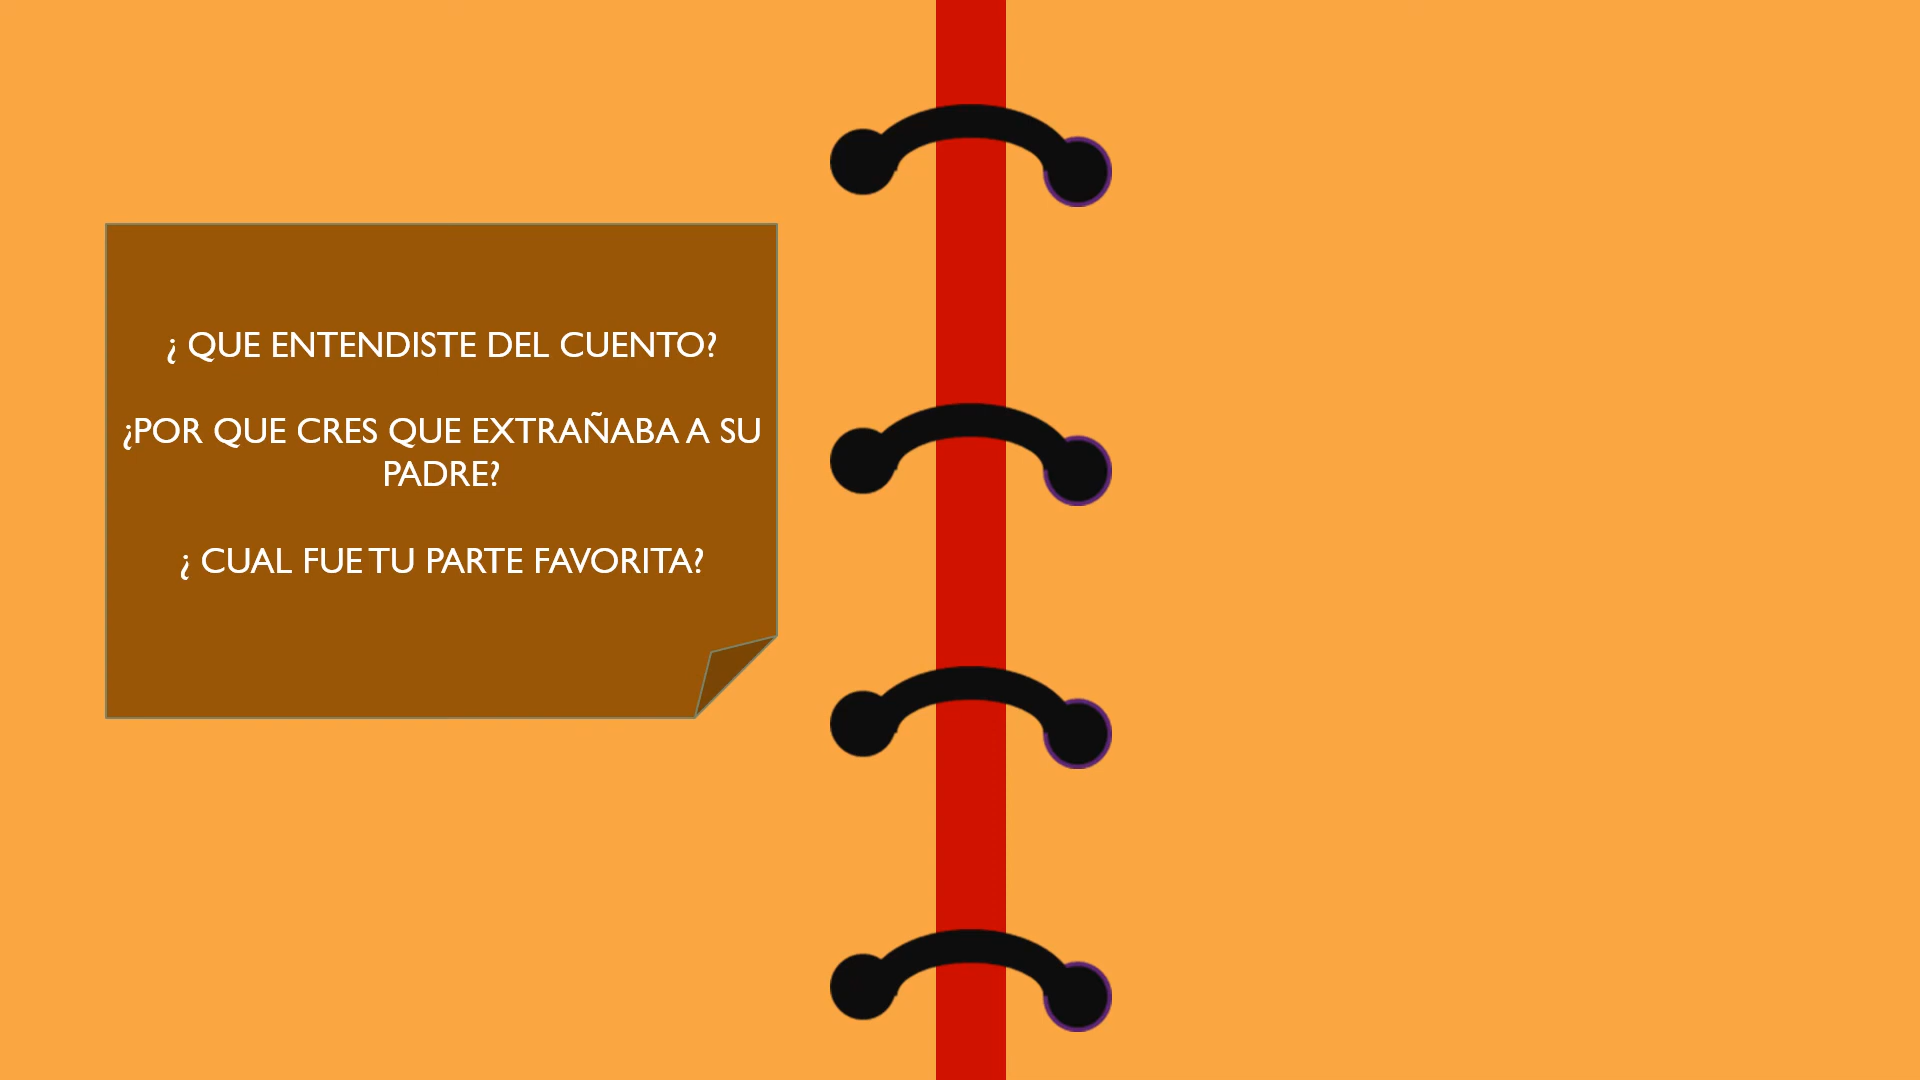 ¿ QUE ENTENDISTE DEL CUENTO?
¿POR QUE CRES QUE EXTRAÑABA A SU
PADRE?
¿ CUAL FUE TU PARTE FAVORITA?